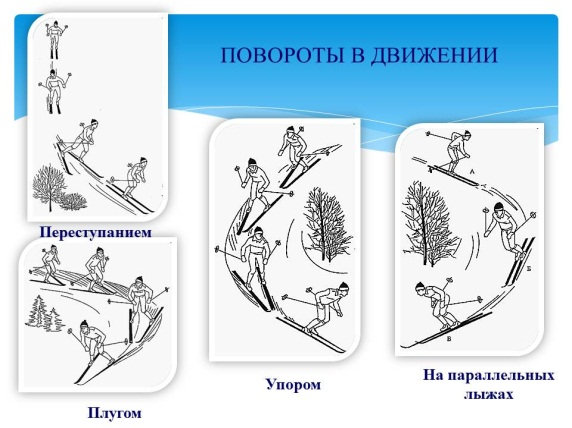 ПОВОРОТЫ В ДВИЖЕНИИ
Переступанием
Плугом
Упором
На параллельных
лыжах
А
Б
В